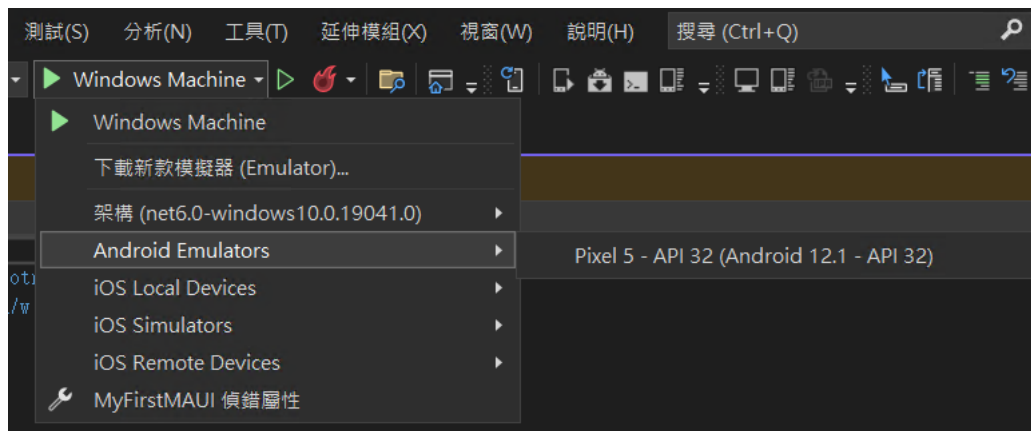 測試(S) 分析(N) 工具(T) 延伸模組(X) 視窗(W) 說明(H) 搜尋 (Ctrl+Q)
Windows Machine
Windows Machine
下載新款模擬器 (Emulator)...
架構 (net6.0-windows10.0.19041.0)
Android Emulators
Pixel 5 - API 32 (Android 12.1 - API 32)
iOS Local Devices
iOS Simulators
iOS Remote Devices
MyFirstMAUI 偵錯屬性